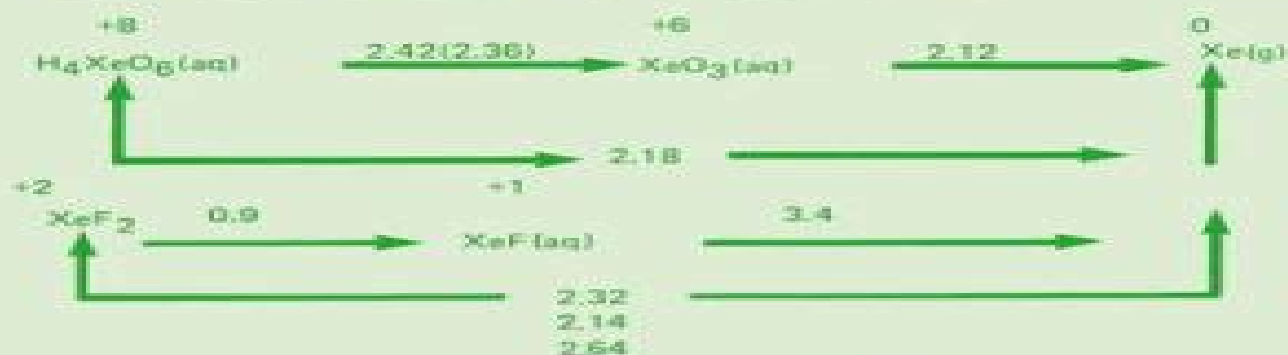 +8 +6 0
H₄XeO₆(aq) 2.42(2.36) XeO₃(aq) 2.12 Xe(g)
2.18
+2 +1
XeF₂ 0.9 XeF(aq) 3.4
2.32
2.14
2.64